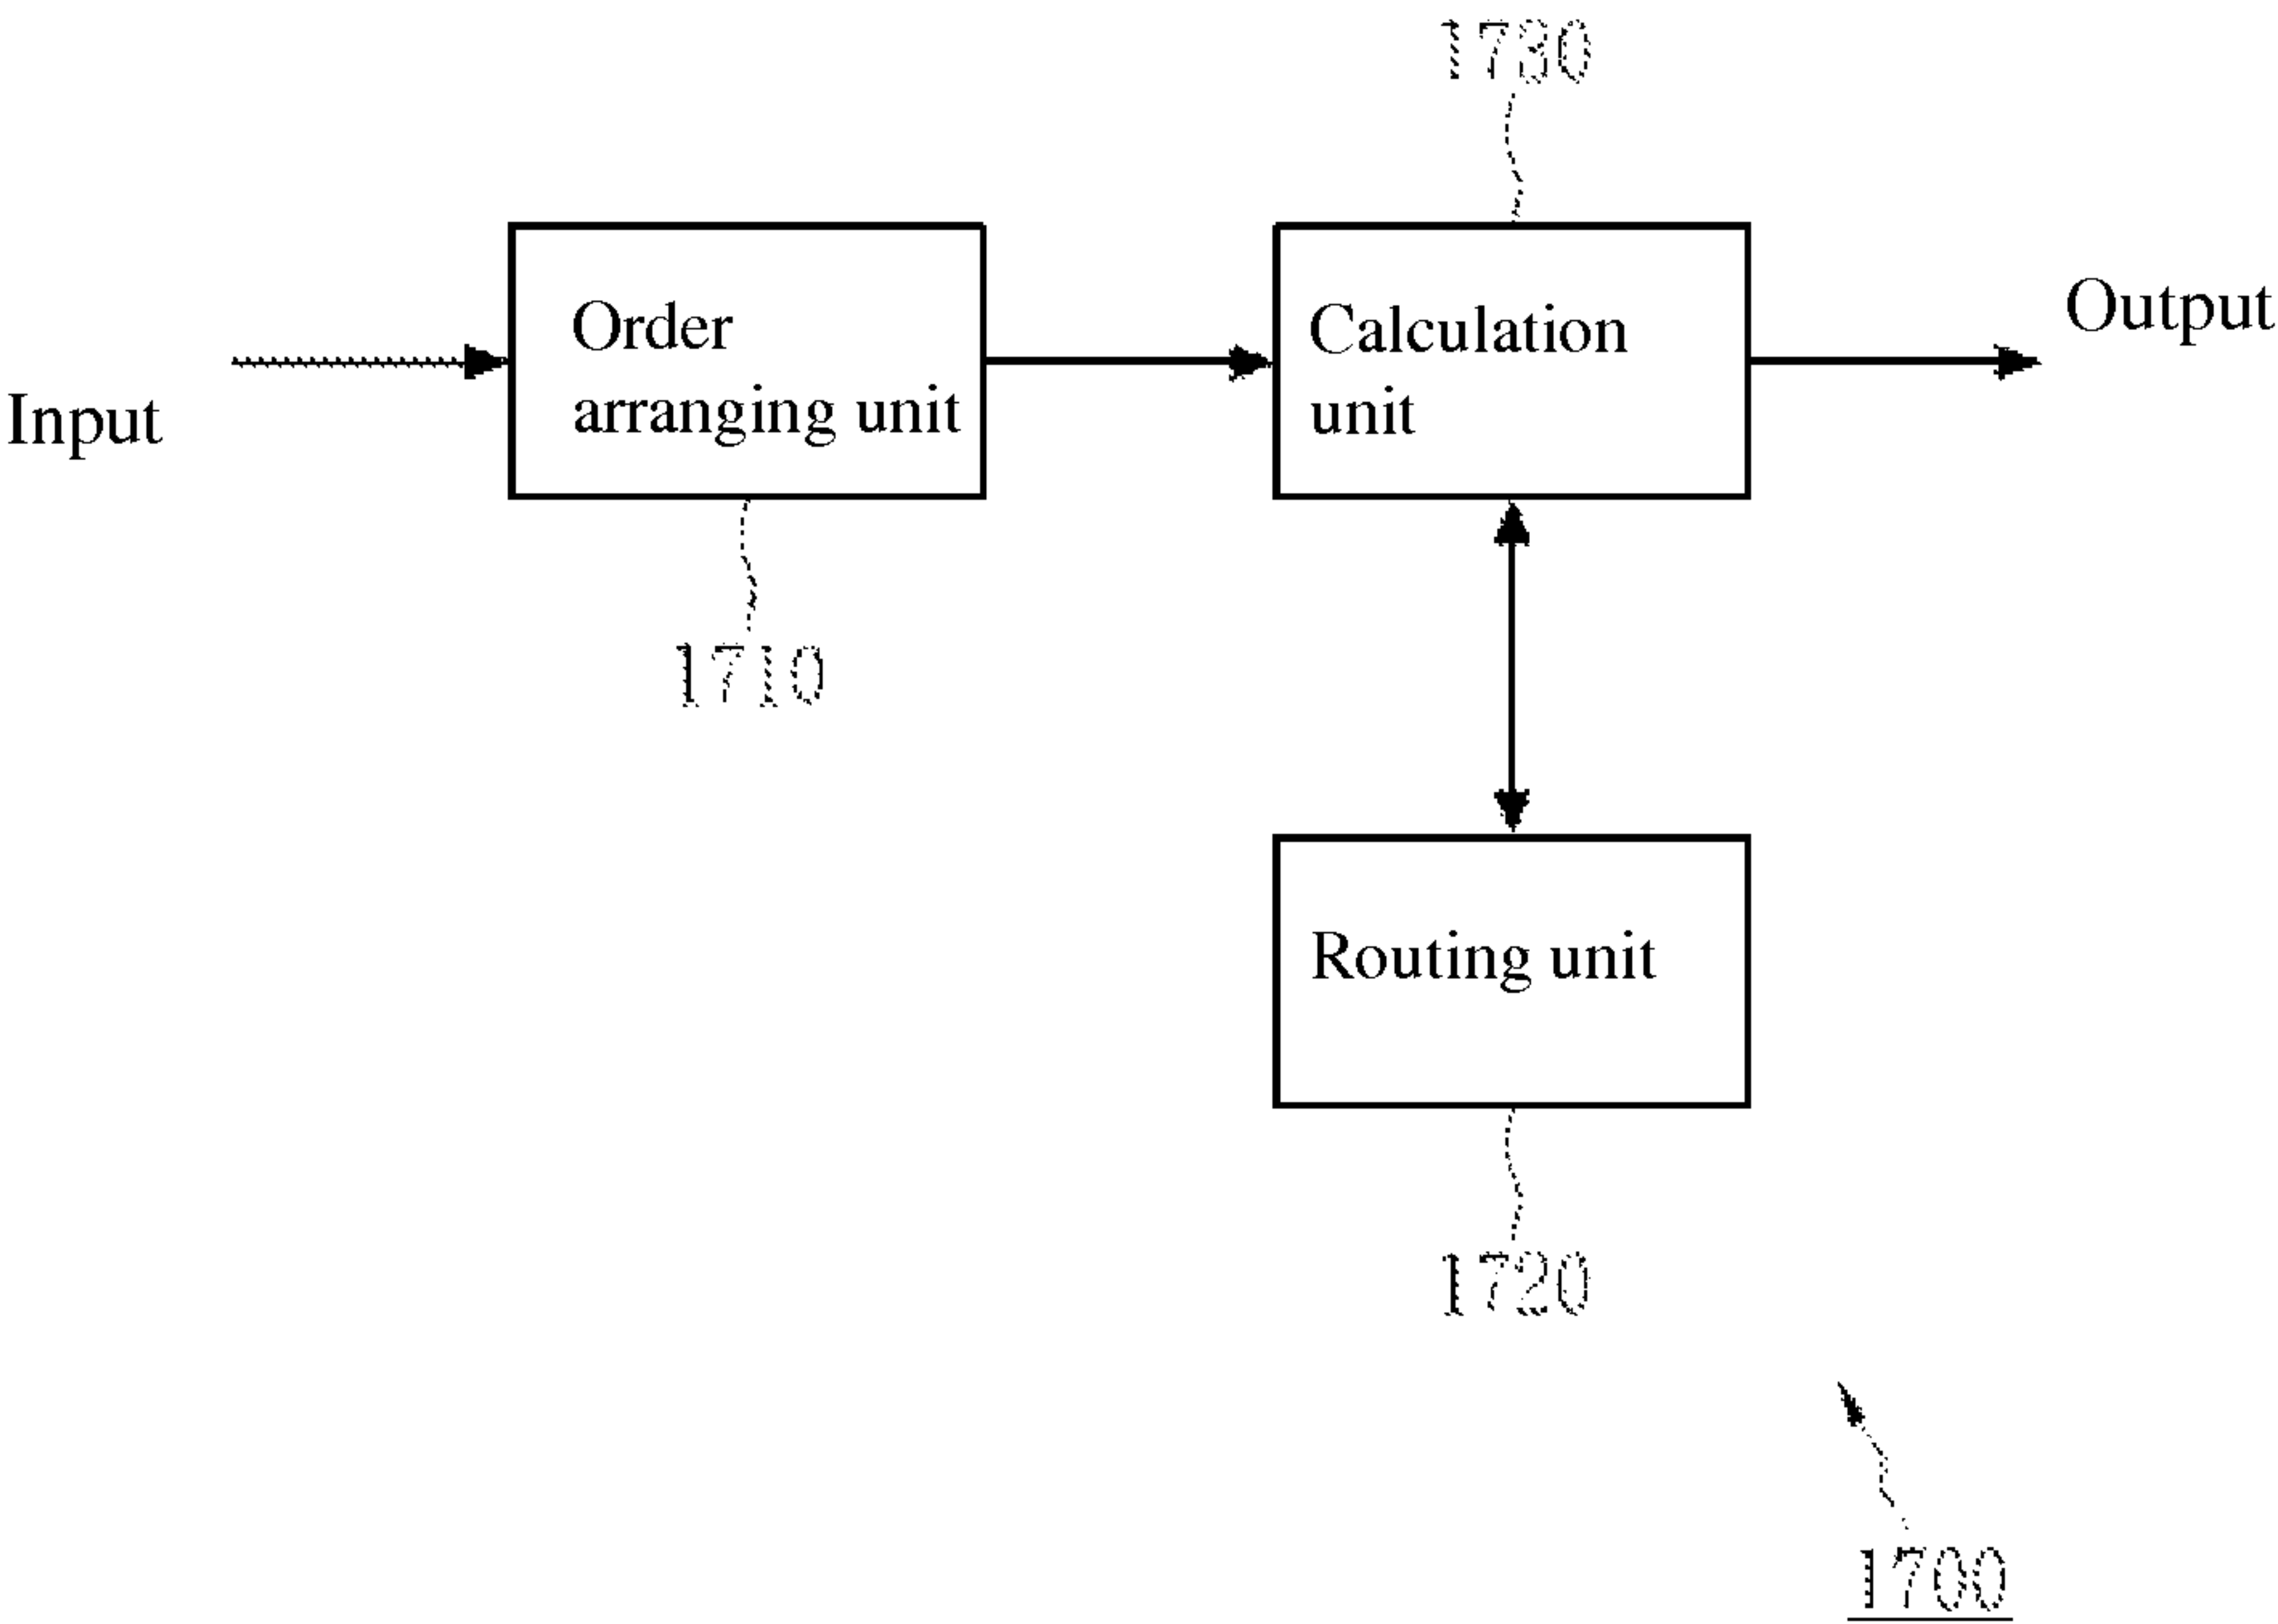 1730
Order
arranging unit
Calculation
unit
Output
Input
1710
Routing unit
1720
1700